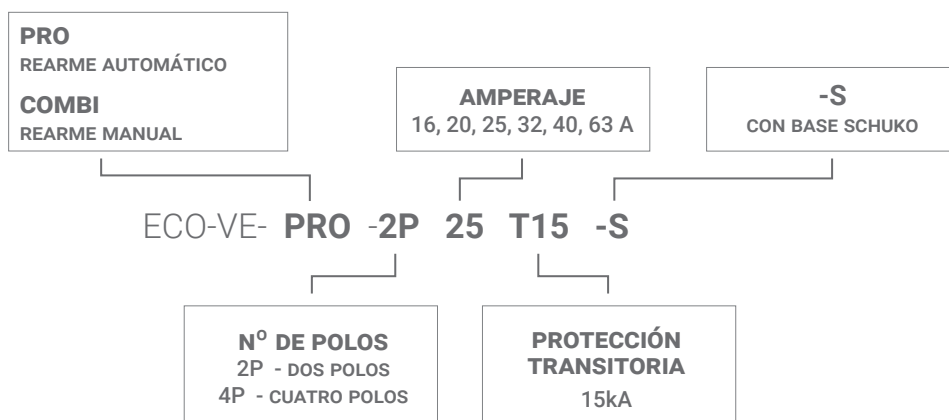 PRO
REARME AUTOMÁTICO
COMBI
REARME MANUAL
AMPERAJE
16, 20, 25, 32, 40, 63 A
-S
CON BASE SCHUKO
ECO-VE- PRO -2P 25 T15 -S
Nº DE POLOS
2P - DOS POLOS
4P - CUATRO POLOS
PROTECCIÓN
TRANSITORIA
15kA